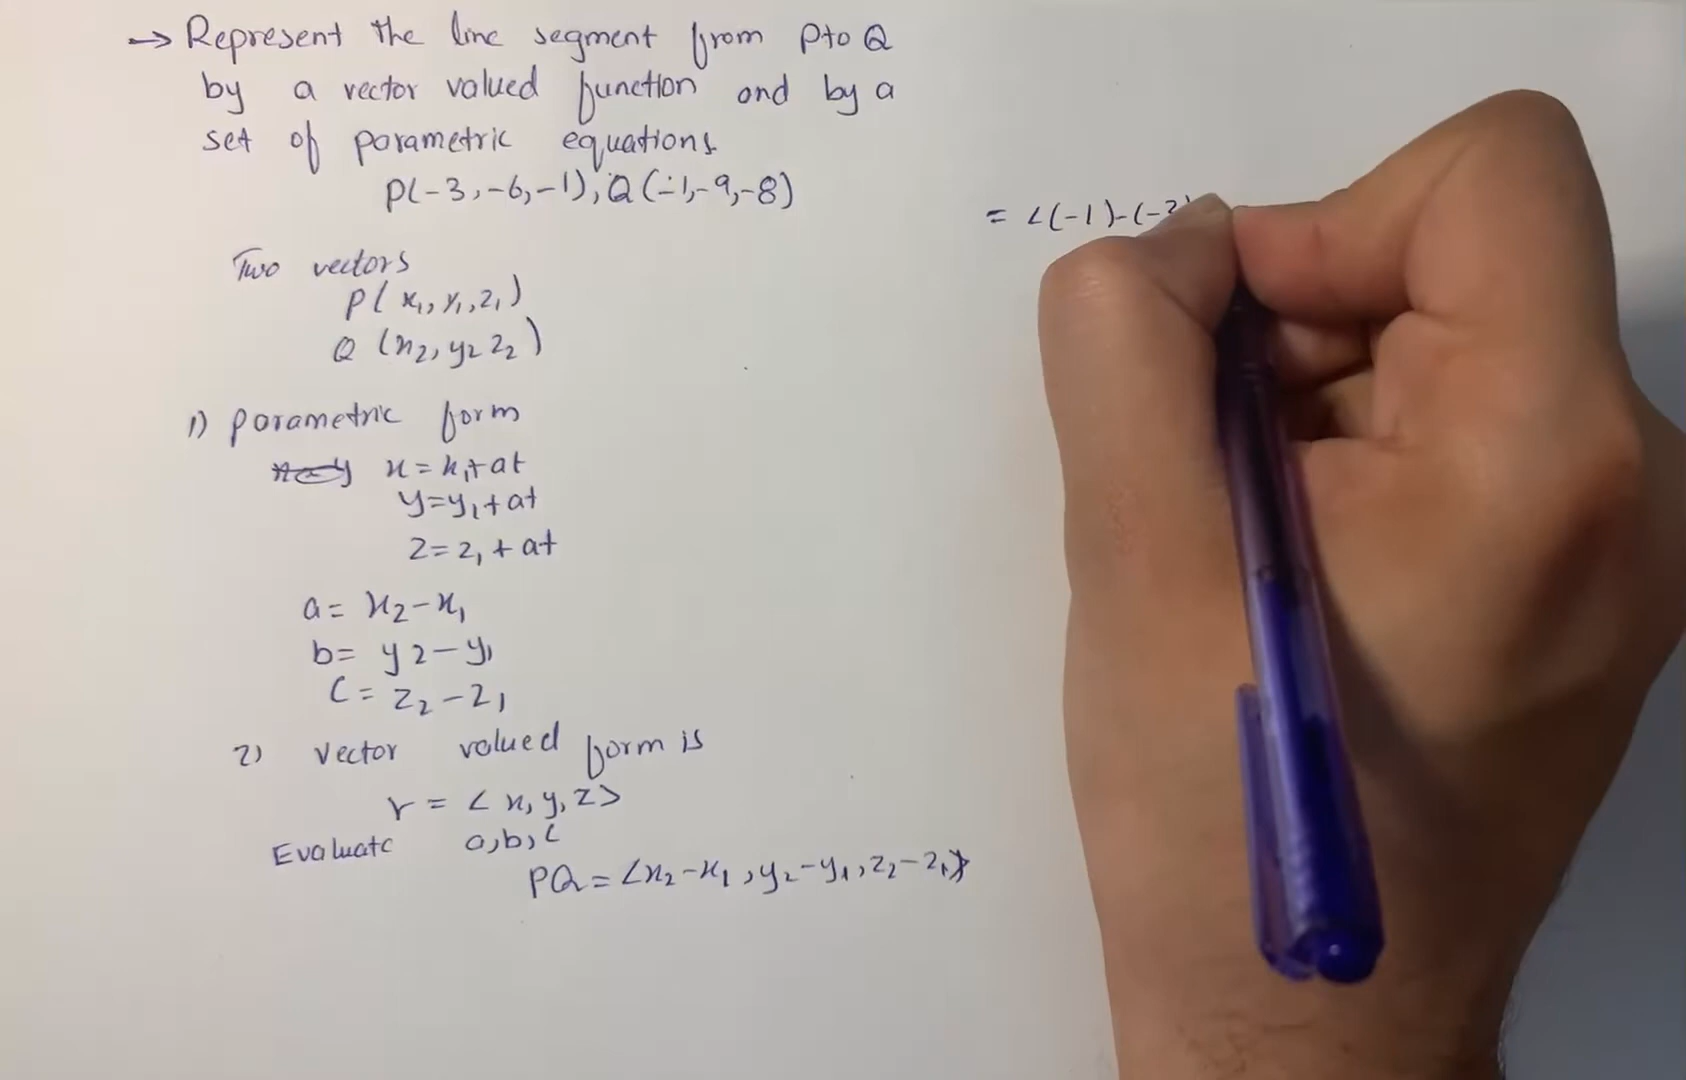 → Represent the line segment from P to Q
by a vector valued function and by a
set of parametric equations.
P(-3,-6,-1), Q(-1,-9,-8)
Two vectors
P(x₁, y₁, z₁)
Q (x₂, y₂ z₂)
1) parametric form
x = x₁+at
y=y₁+at
z=z₁+at
a= x₂-x₁
b= y2-y₁
C= z₂-z₁
2) vector valued form is
r = < x, y, z>
Evaluate a,b,c
PQ = <x₂-x₁, y₂-y₁, z₂-z₁>
= <(-1)-(-3)